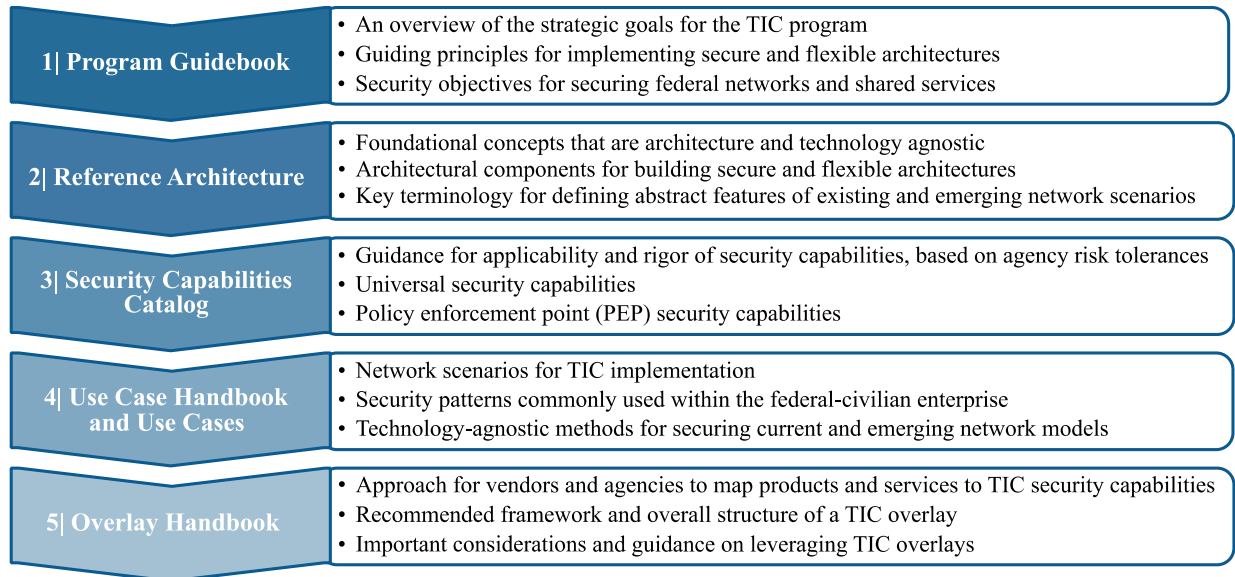 1| Program Guidebook
• An overview of the strategic goals for the TIC program
• Guiding principles for implementing secure and flexible architectures
• Security objectives for securing federal networks and shared services
2| Reference Architecture
• Foundational concepts that are architecture and technology agnostic
• Architectural components for building secure and flexible architectures
• Key terminology for defining abstract features of existing and emerging network scenarios
3| Security Capabilities
Catalog
• Guidance for applicability and rigor of security capabilities, based on agency risk tolerances
• Universal security capabilities
• Policy enforcement point (PEP) security capabilities
4| Use Case Handbook
and Use Cases
• Network scenarios for TIC implementation
• Security patterns commonly used within the federal-civilian enterprise
• Technology-agnostic methods for securing current and emerging network models
5| Overlay Handbook
• Approach for vendors and agencies to map products and services to TIC security capabilities
• Recommended framework and overall structure of a TIC overlay
• Important considerations and guidance on leveraging TIC overlays